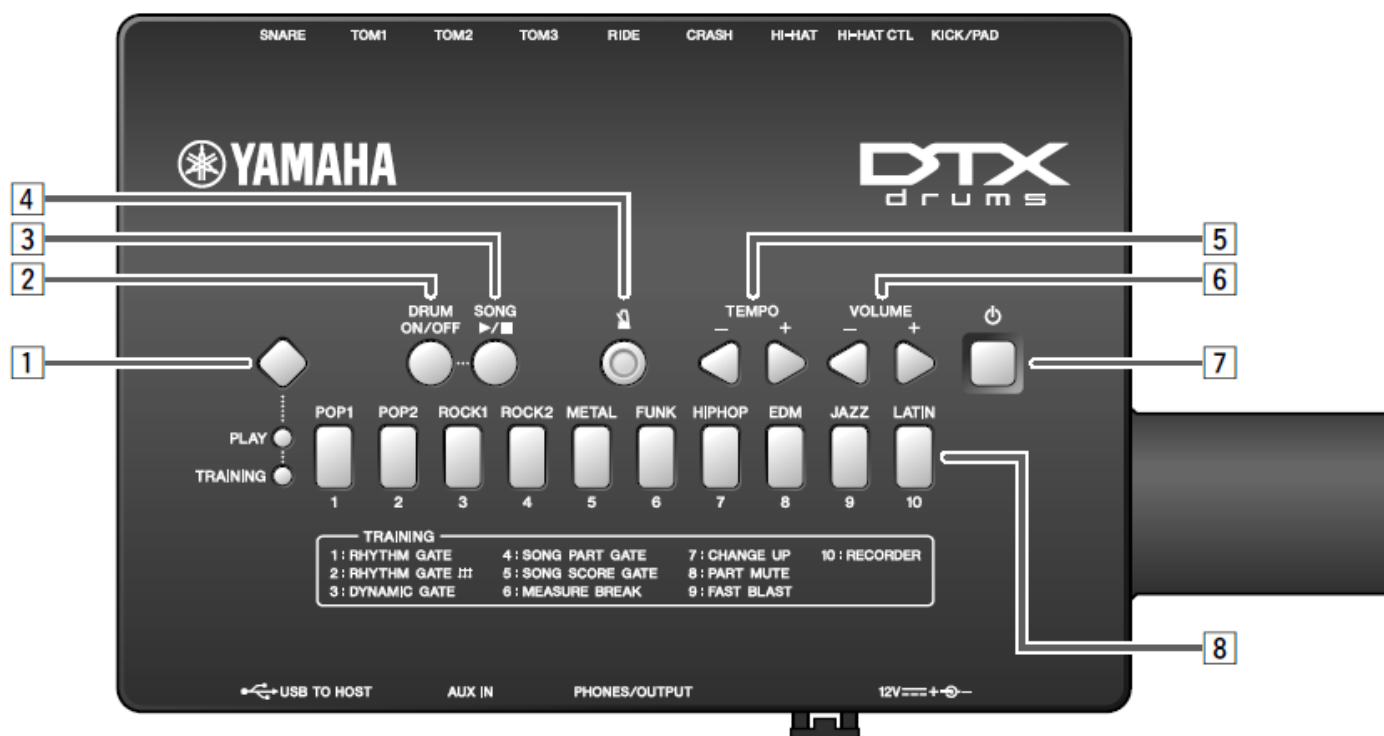 SNARE TOM1 TOM2 TOM3 RIDE CRASH HI-HAT HI-HAT CTL KICK/PAD
YAMAHA
DTX
drums
4
3
2
1
5
6
7
8
DRUM
ON/OFF
SONG
▶/■
TEMPO
– +
VOLUME
– +
POP1 POP2 ROCK1 ROCK2 METAL FUNK HIPHOP EDM JAZZ LATIN
PLAY
TRAINING
1 2 3 4 5 6 7 8 9 10
TRAINING
1 : RHYTHM GATE
2 : RHYTHM GATE
3 : DYNAMIC GATE
4 : SONG PART GATE
5 : SONG SCORE GATE
6 : MEASURE BREAK
7 : CHANGE UP
8 : PART MUTE
9 : FAST BLAST
10 : RECORDER
USB TO HOST AUX IN PHONES/OUTPUT 12V + –